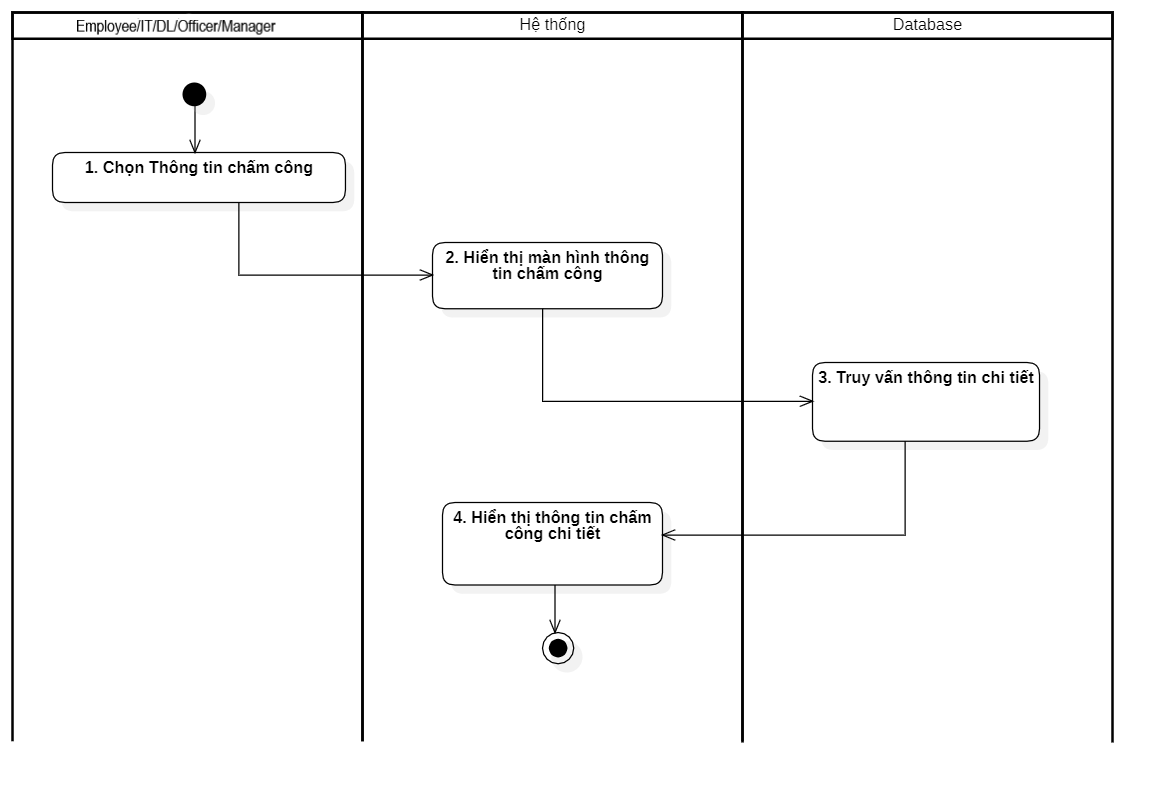 Employee/IT/DL/Officer/Manager
Hệ thống
Database
1. Chọn Thông tin chấm công
2. Hiển thị màn hình thông
tin chấm công
3. Truy vấn thông tin chi tiết
4. Hiển thị thông tin chấm
công chi tiết